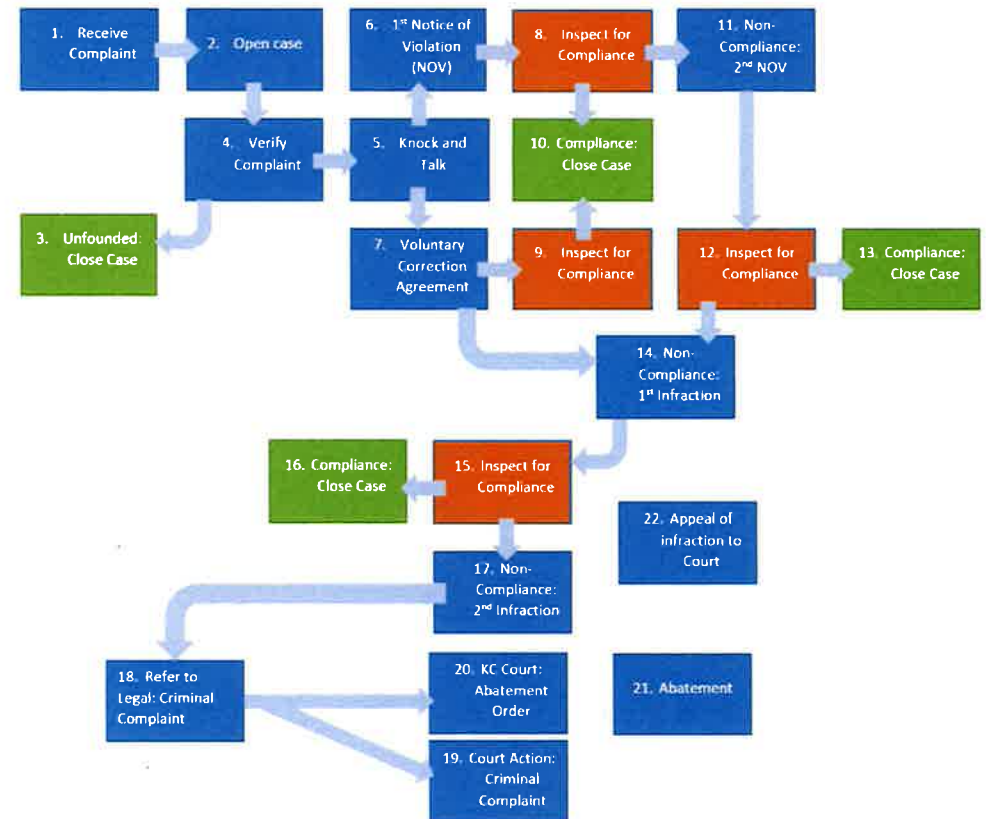 1. Receive
Complaint
2. Open case
3. Unfounded:
Close Case
4. Verify
Complaint
5. Knock and
Talk
6. 1st Notice of
Violation
(NOV)
7. Voluntary
Correction
Agreement
8. Inspect for
Compliance
9. Inspect for
Compliance
10. Compliance:
Close Case
11. Non-
Compliance:
2nd NOV
12. Inspect for
Compliance
13. Compliance:
Close Case
14. Non-
Compliance:
1st Infraction
15. Inspect for
Compliance
16. Compliance:
Close Case
17. Non-
Compliance:
2nd Infraction
18. Refer to
Legal: Criminal
Complaint
19. Court Action:
Criminal
Complaint
20. KC Court:
Abatement
Order
21. Abatement
22. Appeal of
infraction to
Court